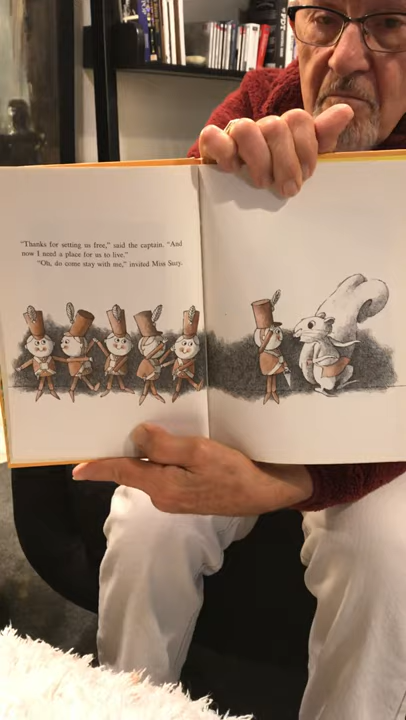 "Thanks for setting us free," said the captain. "And
now I need a place for us to live."
"Oh, do come stay with me," invited Miss Suzy.